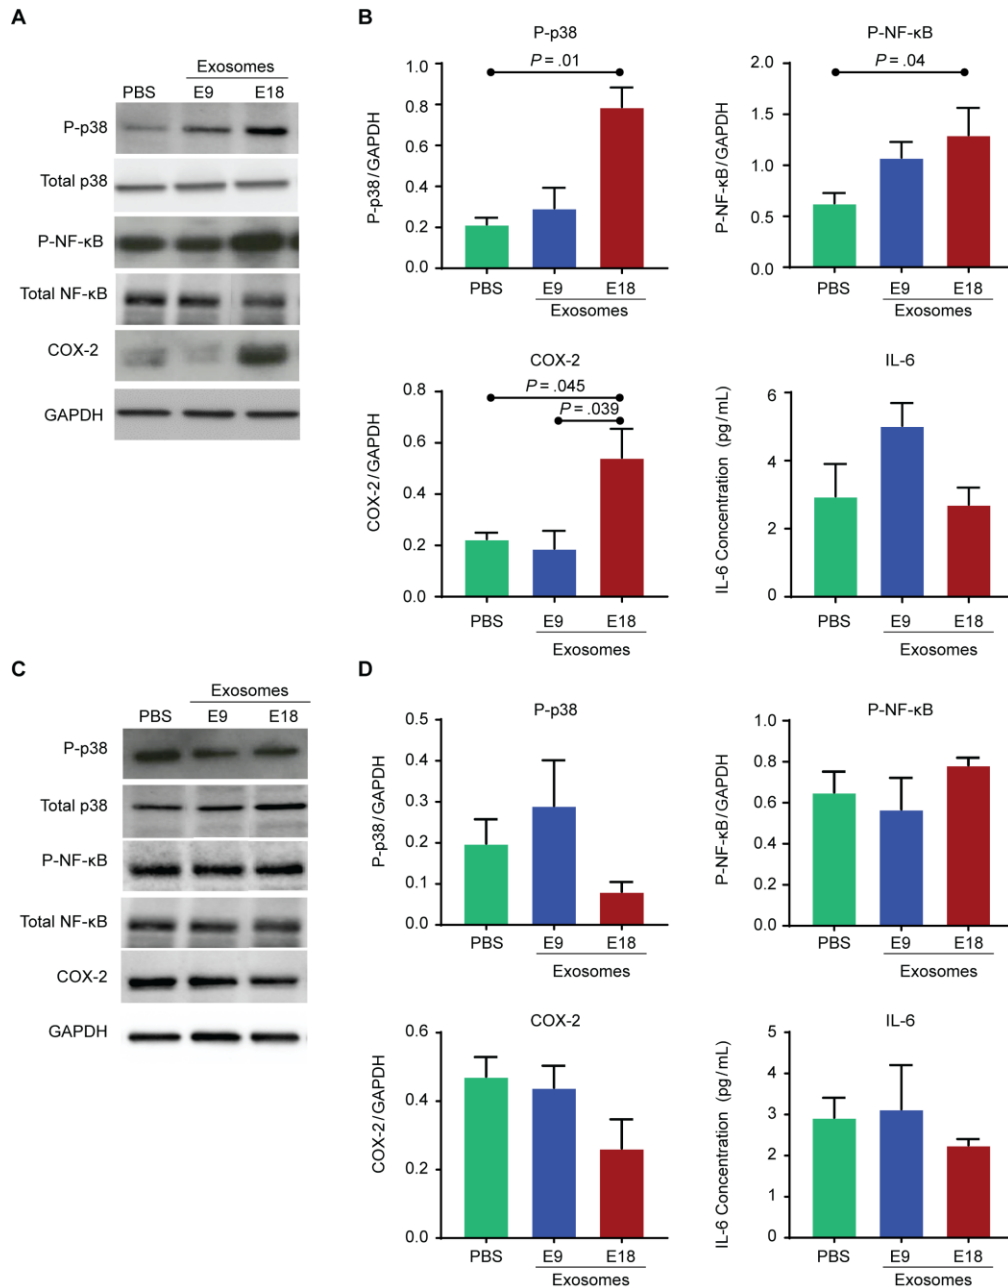 A
Exosomes
PBS E9 E18
P-p38
Total p38
P-NF-κB
Total NF-κB
COX-2
GAPDH
B
P-p38
P = .01
P-p38/GAPDH
1.0
0.8
0.6
0.4
0.2
0.0
PBS E9 E18
Exosomes
P-NF-κB
P = .04
P-NF-κB/GAPDH
2.0
1.5
1.0
0.5
0.0
PBS E9 E18
Exosomes
COX-2
P = .045
P = .039
COX-2/GAPDH
0.8
0.6
0.4
0.2
0.0
PBS E9 E18
Exosomes
IL-6
IL-6 Concentration (pg/mL)
6
4
2
0
PBS E9 E18
Exosomes
C
Exosomes
PBS E9 E18
P-p38
Total p38
P-NF-κB
Total NF-κB
COX-2
GAPDH
D
P-p38
P-p38/GAPDH
0.5
0.4
0.3
0.2
0.1
0.0
PBS E9 E18
Exosomes
P-NF-κB
P-NF-κB/GAPDH
1.0
0.8
0.6
0.4
0.2
0.0
PBS E9 E18
Exosomes
COX-2
COX-2/GAPDH
0.6
0.4
0.2
0.0
PBS E9 E18
Exosomes
IL-6
IL-6 Concentration (pg/mL)
5
4
3
2
1
0
PBS E9 E18
Exosomes